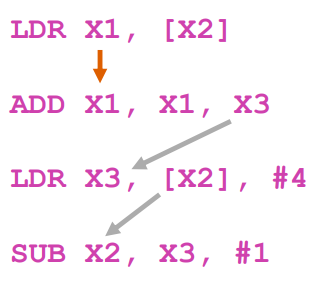 LDR X1, [X2]
ADD X1, X1, X3
LDR X3, [X2], #4
SUB X2, X3, #1